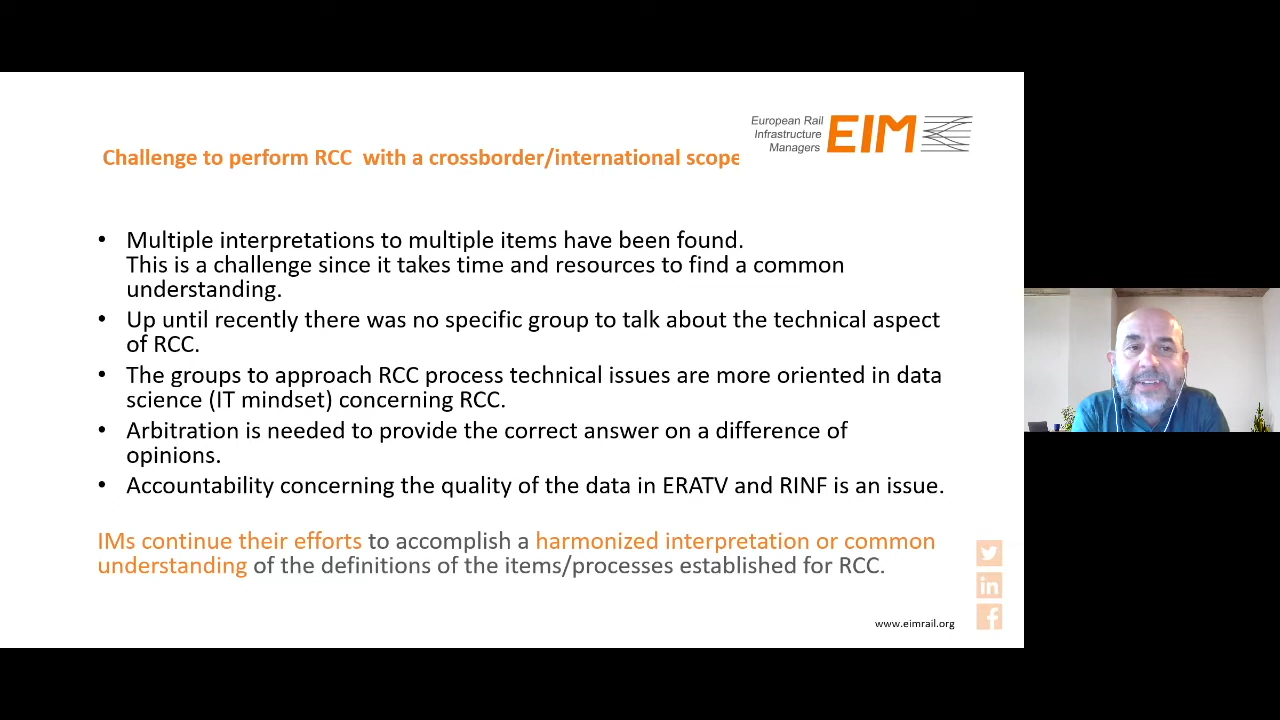 European Rail
Infrastructure
Managers
EIM
Challenge to perform RCC with a crossborder/international scope
• Multiple interpretations to multiple items have been found.
This is a challenge since it takes time and resources to find a common
understanding.
• Up until recently there was no specific group to talk about the technical aspect
of RCC.
• The groups to approach RCC process technical issues are more oriented in data
science (IT mindset) concerning RCC.
• Arbitration is needed to provide the correct answer on a difference of
opinions.
• Accountability concerning the quality of the data in ERATV and RINF is an issue.
IMs continue their efforts to accomplish a harmonized interpretation or common
understanding of the definitions of the items/processes established for RCC.
in
f
www.eimrail.org